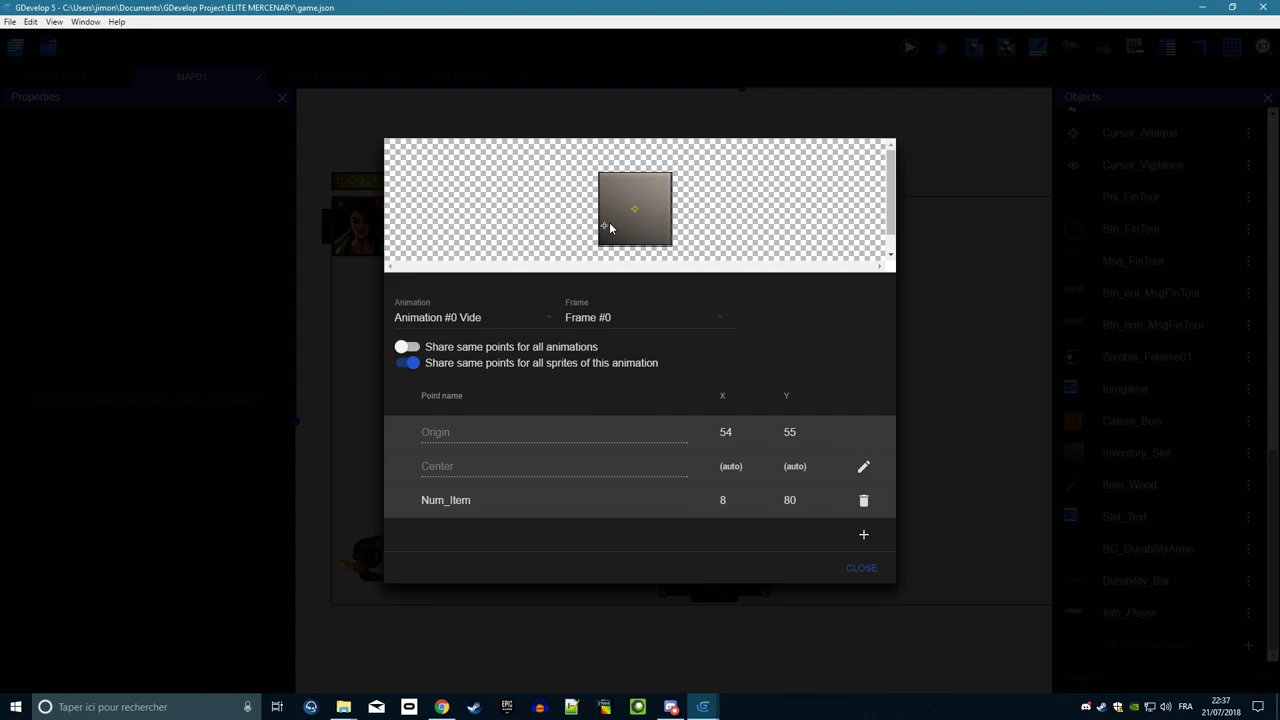 GDevelop 5 - C:\Users\jimon\Documents\GDevelop Project\ELITE MERCENARY\game.json
File Edit View Window Help
START PAGE MAP01
Properties
Objects
Cursor_Attaque
Cursor_Vigilance
Pnl_FinTour
Btn_FinTour
Msg_FinTour
Btn_oui_MsgFinTour
Btn_non_MsgFinTour
Zombie_Femme01
turngame
Caisse_Bois
Inventory_Slot
Item_Wood
Slot_Text
BG_DurabilityArme
Durability_Bar
Info_Player
Animation Frame
Animation #0 Vide Frame #0
Share same points for all animations
Share same points for all sprites of this animation
Point name X Y
Origin 54 55
Center (auto) (auto)
Num_Item 8 80
CLOSE
Taper ici pour rechercher
FRA
22:37
21/07/2018